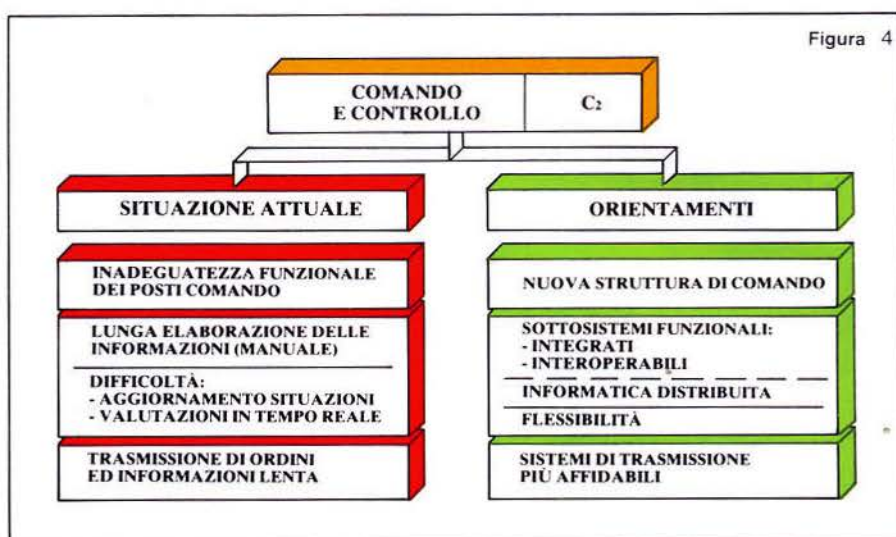 Figura 4
COMANDO
E CONTROLLO
C2
SITUAZIONE ATTUALE
INADEGUATEZZA FUNZIONALE
DEI POSTI COMANDO
LUNGA ELABORAZIONE DELLE
INFORMAZIONI (MANUALE)
DIFFICOLTÀ:
- AGGIORNAMENTO SITUAZIONI
- VALUTAZIONI IN TEMPO REALE
TRASMISSIONE DI ORDINI
ED INFORMAZIONI LENTA
ORIENTAMENTI
NUOVA STRUTTURA DI COMANDO
SOTTOSISTEMI FUNZIONALI:
- INTEGRATI
- INTEROPERABILI
INFORMATICA DISTRIBUITA
FLESSIBILITÀ
SISTEMI DI TRASMISSIONE
PIÙ AFFIDABILI